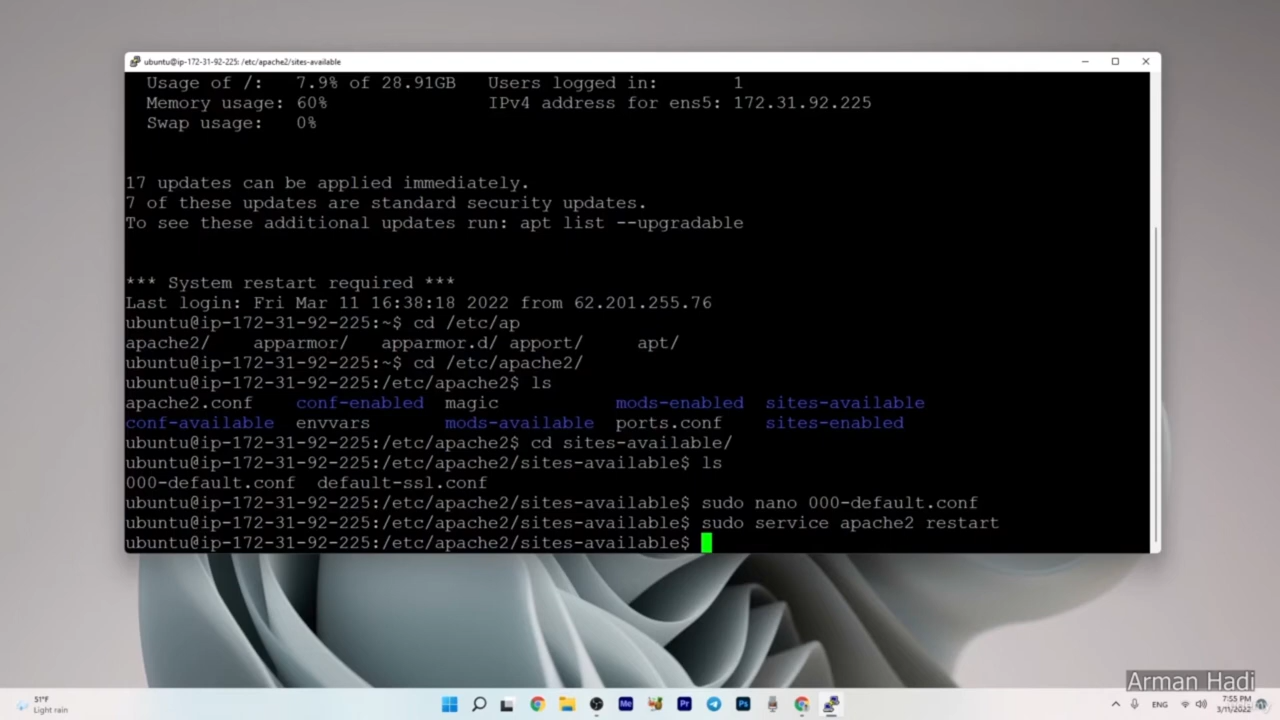 ubuntu@ip-172-31-92-225: /etc/apache2/sites-available
Usage of /: 7.9% of 28.91GB Users logged in: 1
Memory usage: 60% IPv4 address for ens5: 172.31.92.225
Swap usage: 0%
17 updates can be applied immediately.
7 of these updates are standard security updates.
To see these additional updates run: apt list --upgradable
*** System restart required ***
Last login: Fri Mar 11 16:38:18 2022 from 62.201.255.76
ubuntu@ip-172-31-92-225:~$ cd /etc/ap
apache2/ apparmor/ apparmor.d/ apport/ apt/
ubuntu@ip-172-31-92-225:~$ cd /etc/apache2/
ubuntu@ip-172-31-92-225:/etc/apache2$ ls
apache2.conf conf-enabled magic mods-enabled sites-available
conf-available envvars mods-available ports.conf sites-enabled
ubuntu@ip-172-31-92-225:/etc/apache2$ cd sites-available/
ubuntu@ip-172-31-92-225:/etc/apache2/sites-available$ ls
000-default.conf default-ssl.conf
ubuntu@ip-172-31-92-225:/etc/apache2/sites-available$ sudo nano 000-default.conf
ubuntu@ip-172-31-92-225:/etc/apache2/sites-available$ sudo service apache2 restart
ubuntu@ip-172-31-92-225:/etc/apache2/sites-available$
Arman Hadi
51°F
Light rain
Me
Pr
Ps
ENG
7:55 PM
3/11/2022